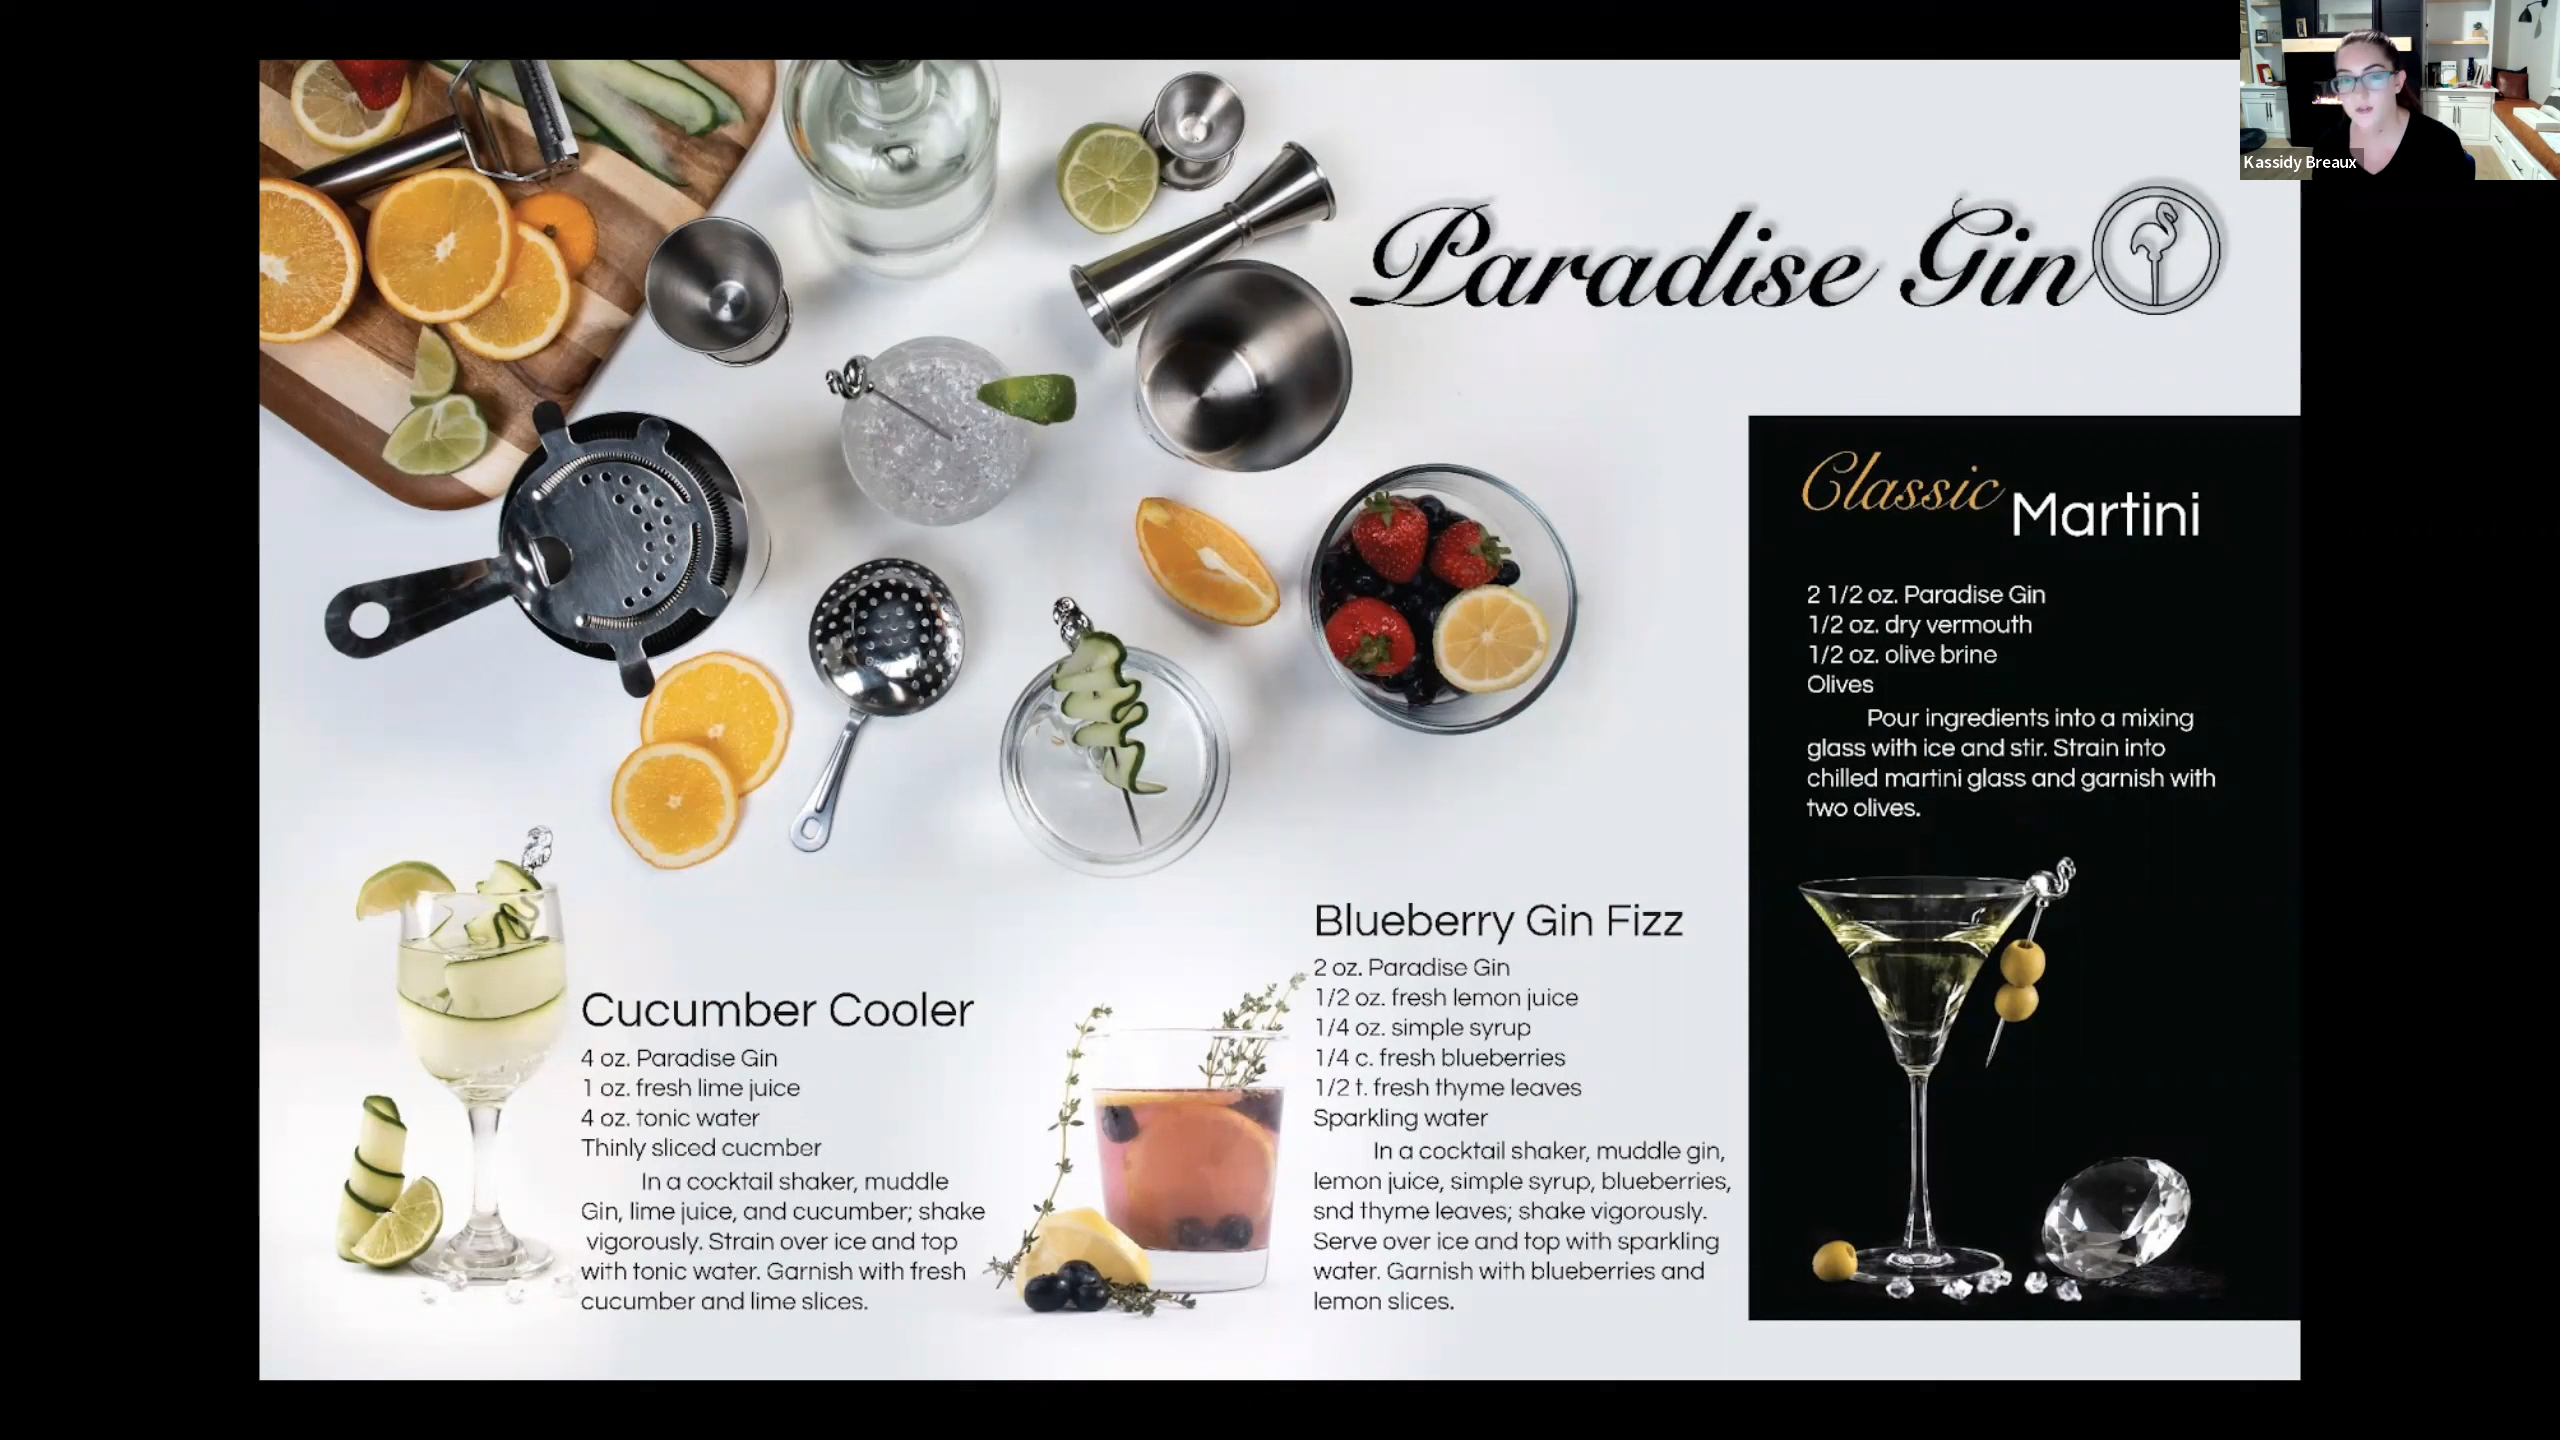 Kassidy Breaux
Paradise Gin
Classic Martini
2 1/2 oz. Paradise Gin
1/2 oz. dry vermouth
1/2 oz. olive brine
Olives
Pour ingredients into a mixing
glass with ice and stir. Strain into
chilled martini glass and garnish with
two olives.
Cucumber Cooler
4 oz. Paradise Gin
1 oz. fresh lime juice
4 oz. tonic water
Thinly sliced cucmber
In a cocktail shaker, muddle
Gin, lime juice, and cucumber; shake
vigorously. Strain over ice and top
with tonic water. Garnish with fresh
cucumber and lime slices.
Blueberry Gin Fizz
2 oz. Paradise Gin
1/2 oz. fresh lemon juice
1/4 oz. simple syrup
1/4 c. fresh blueberries
1/2 t. fresh thyme leaves
Sparkling water
In a cocktail shaker, muddle gin,
lemon juice, simple syrup, blueberries,
snd thyme leaves; shake vigorously.
Serve over ice and top with sparkling
water. Garnish with blueberries and
lemon slices.